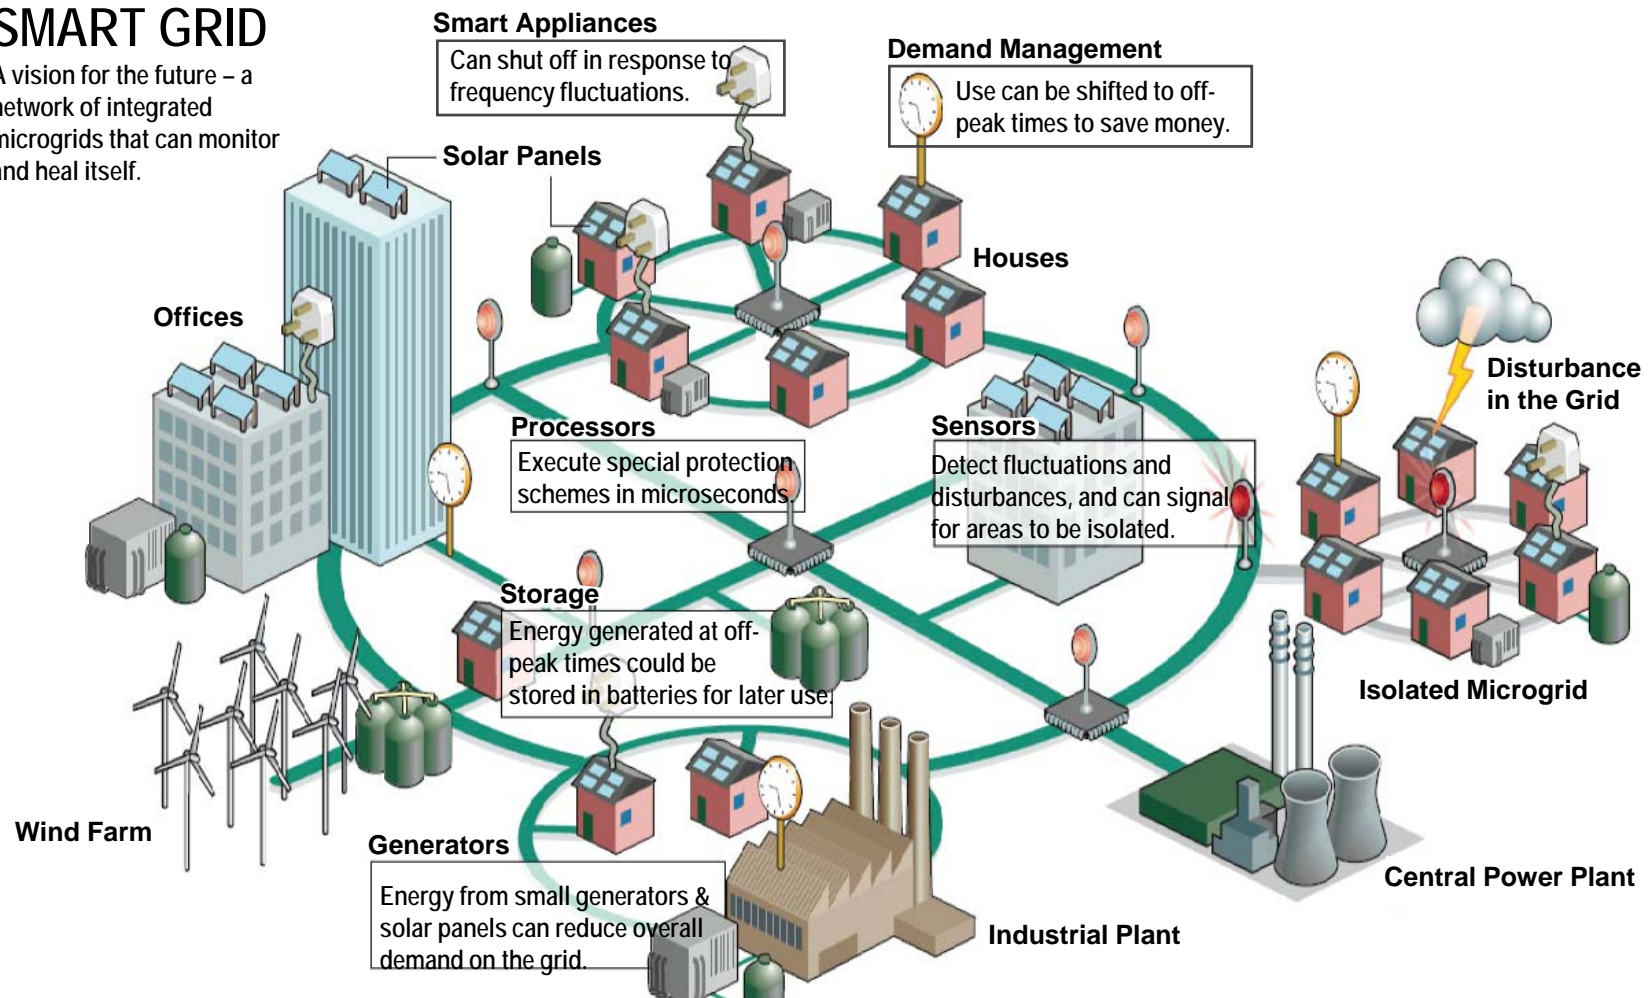 SMART GRID
A vision for the future – a
network of integrated
microgrids that can monitor
and heal itself.
Smart Appliances
Can shut off in response to
frequency fluctuations.
Demand Management
Use can be shifted to off-
peak times to save money.
Solar Panels
Houses
Offices
Disturbance
in the Grid
Processors
Execute special protection
schemes in microseconds.
Sensors
Detect fluctuations and
disturbances, and can signal
for areas to be isolated.
Storage
Energy generated at off-
peak times could be
stored in batteries for later use.
Isolated Microgrid
Wind Farm
Generators
Energy from small generators &
solar panels can reduce overall
demand on the grid.
Central Power Plant
Industrial Plant